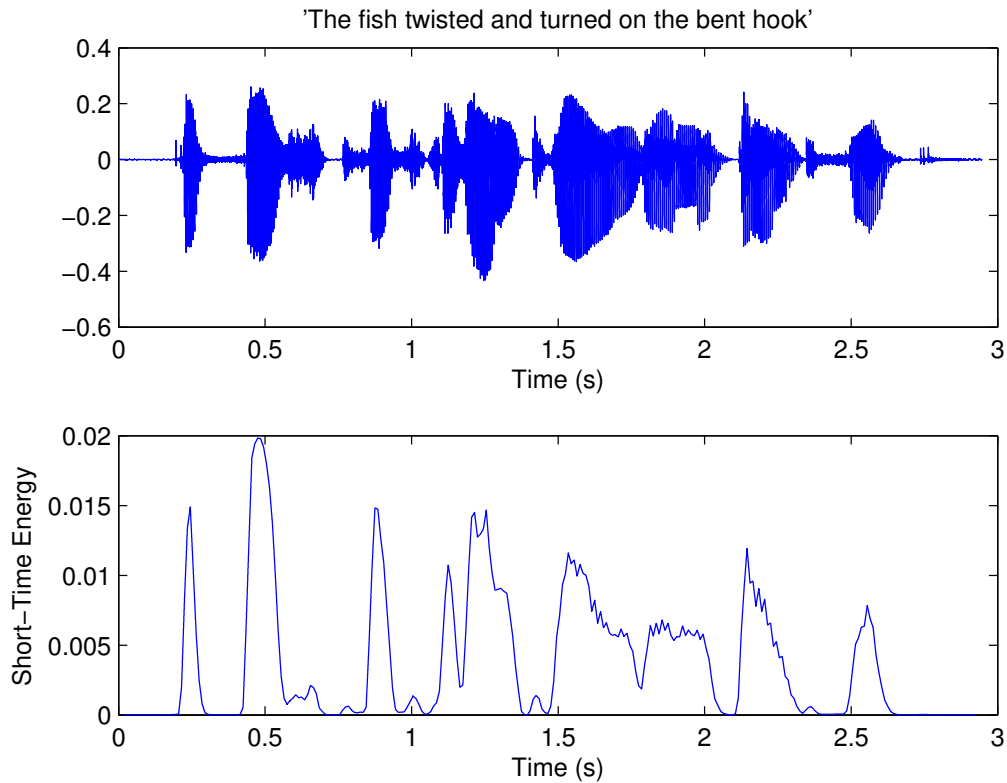 'The fish twisted and turned on the bent hook'
0.4
0.2
0
−0.2
−0.4
−0.6
0 0.5 1 1.5 2 2.5 3
Time (s)
0.02
0.015
0.01
0.005
0
Short−Time Energy
0 0.5 1 1.5 2 2.5 3
Time (s)